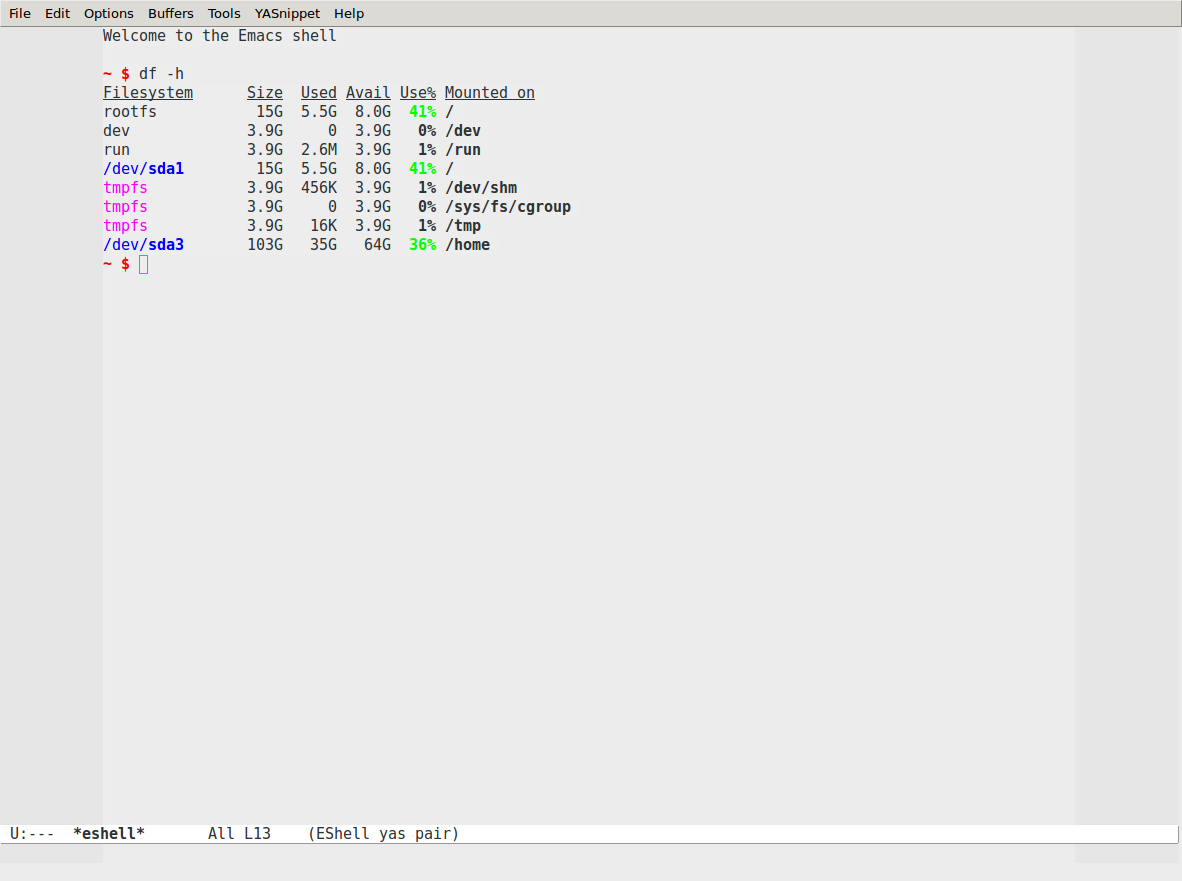 File Edit Options Buffers Tools YASnippet Help
Welcome to the Emacs shell
~ $ df -h
Filesystem      Size  Used Avail Use% Mounted on
rootfs           15G  5.5G  8.0G  41% /
dev             3.9G     0  3.9G   0% /dev
run             3.9G  2.6M  3.9G   1% /run
/dev/sda1        15G  5.5G  8.0G  41% /
tmpfs           3.9G  456K  3.9G   1% /dev/shm
tmpfs           3.9G     0  3.9G   0% /sys/fs/cgroup
tmpfs           3.9G   16K  3.9G   1% /tmp
/dev/sda3       103G   35G   64G  36% /home
~ $
U:---  *eshell*       All L13    (EShell yas pair)